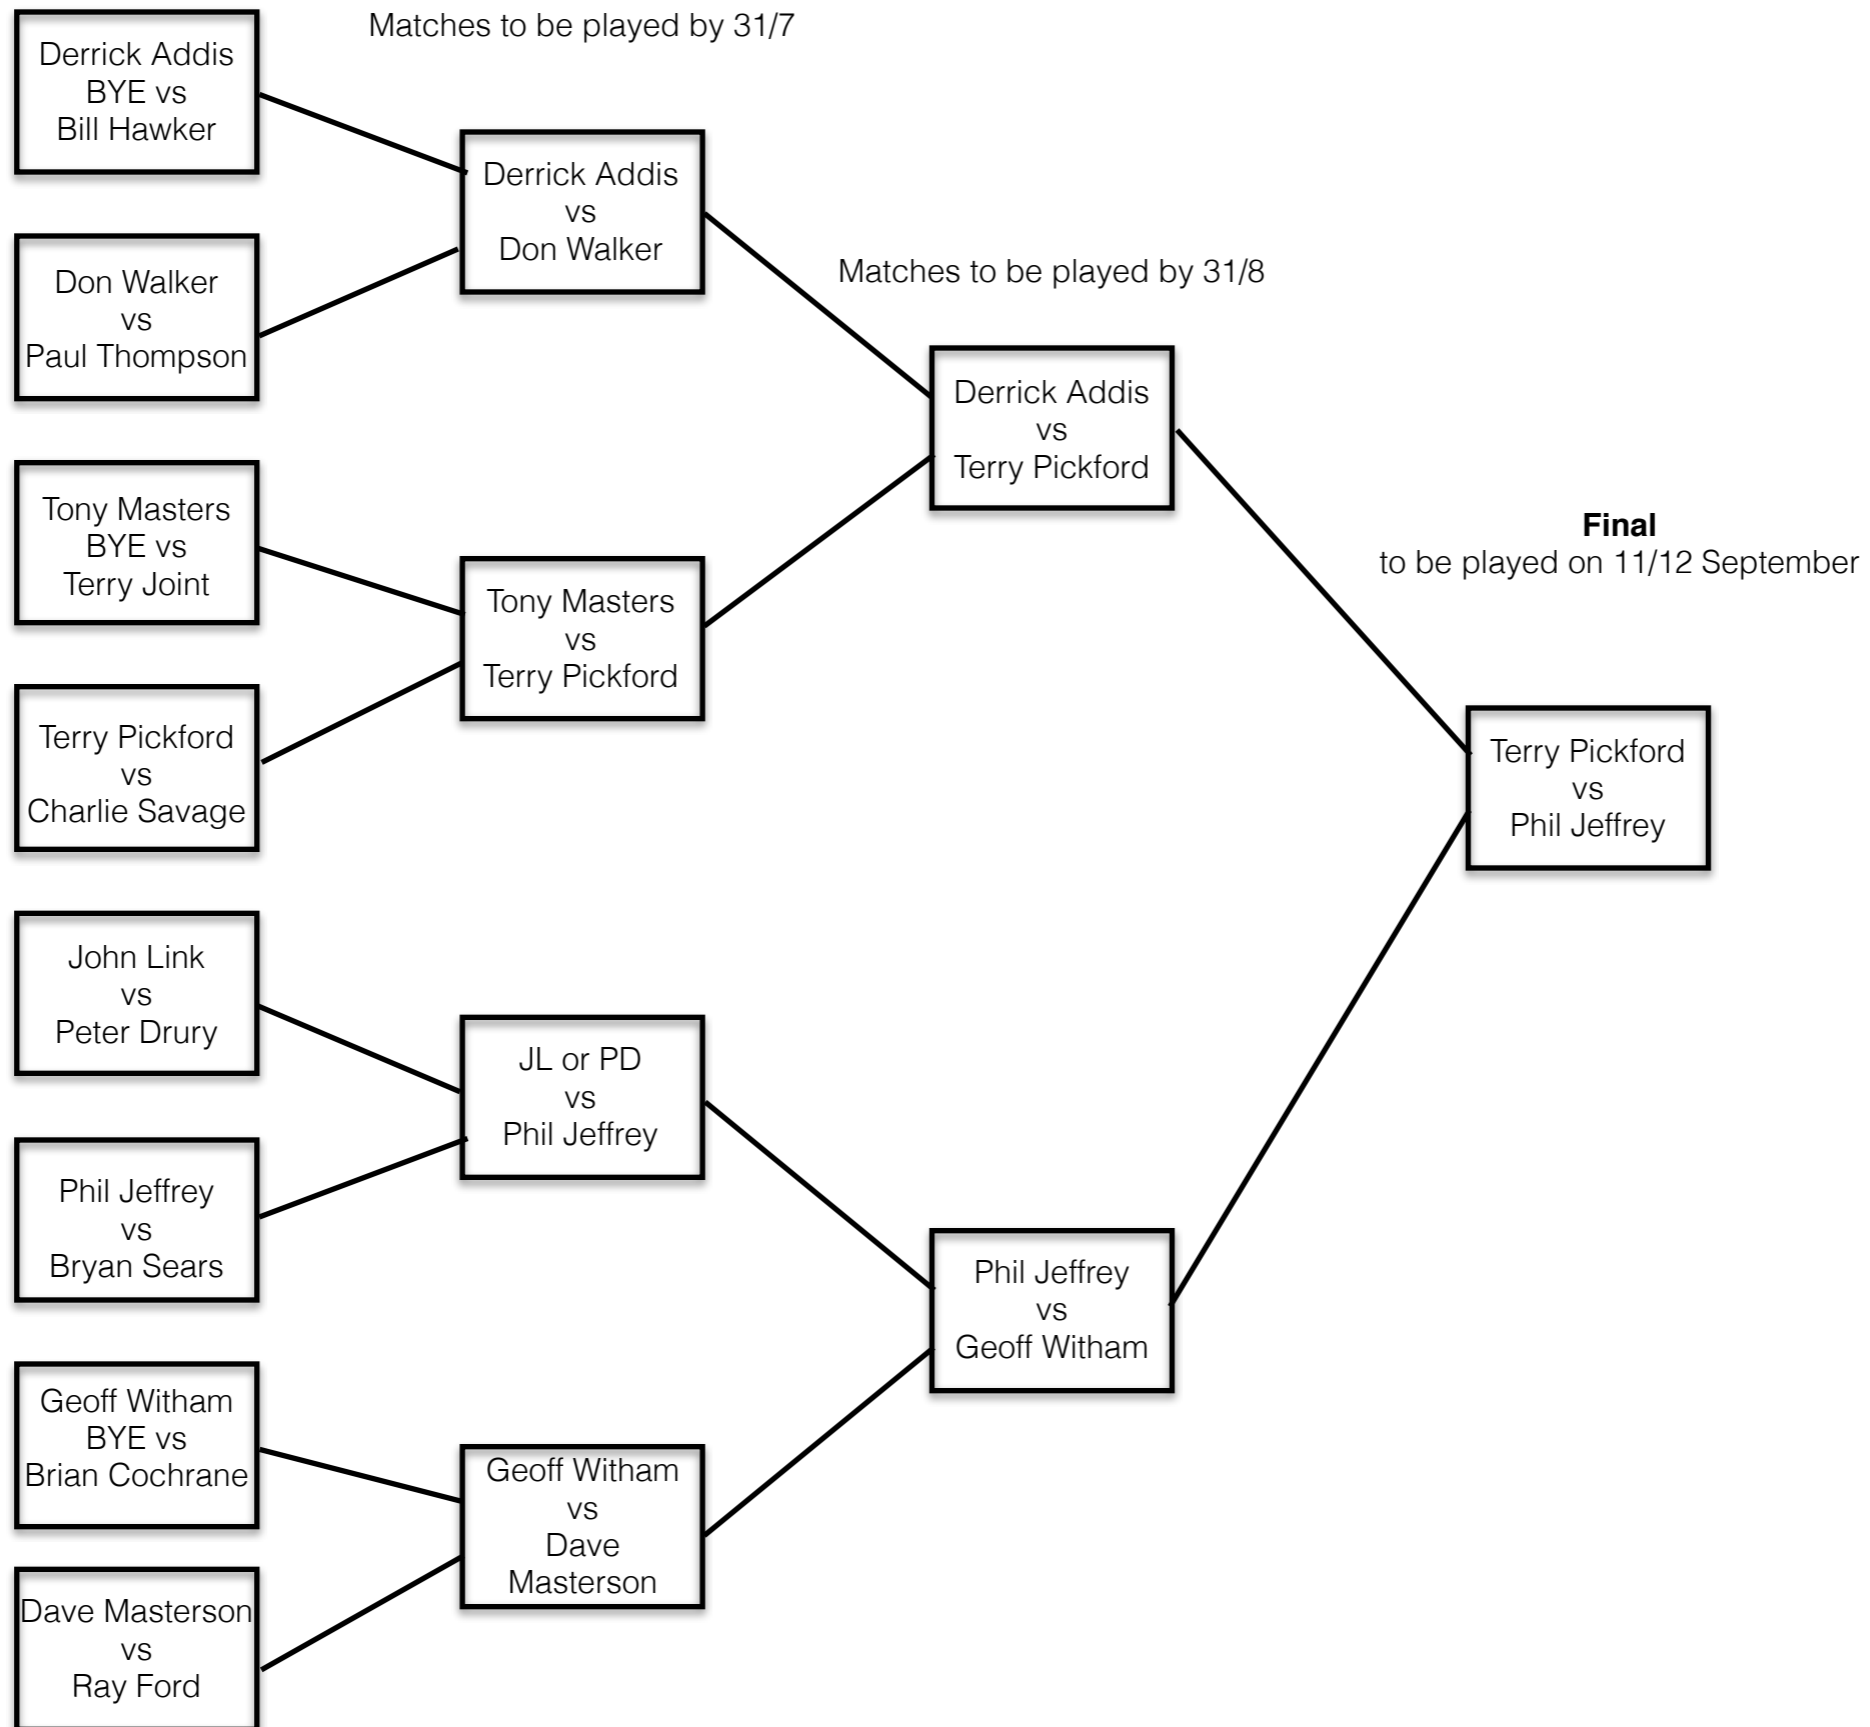 Matches to be played by 31/7
Derrick Addis
BYE vs
Bill Hawker
Don Walker
vs
Paul Thompson
Tony Masters
BYE vs
Terry Joint
Terry Pickford
vs
Charlie Savage
John Link
vs
Peter Drury
Phil Jeffrey
vs
Bryan Sears
Geoff Witham
BYE vs
Brian Cochrane
Dave Masterson
vs
Ray Ford
Derrick Addis
vs
Don Walker
Tony Masters
vs
Terry Pickford
JL or PD
vs
Phil Jeffrey
Geoff Witham
vs
Dave
Masterson
Matches to be played by 31/8
Derrick Addis
vs
Terry Pickford
Phil Jeffrey
vs
Geoff Witham
Final
to be played on 11/12 September
Terry Pickford
vs
Phil Jeffrey